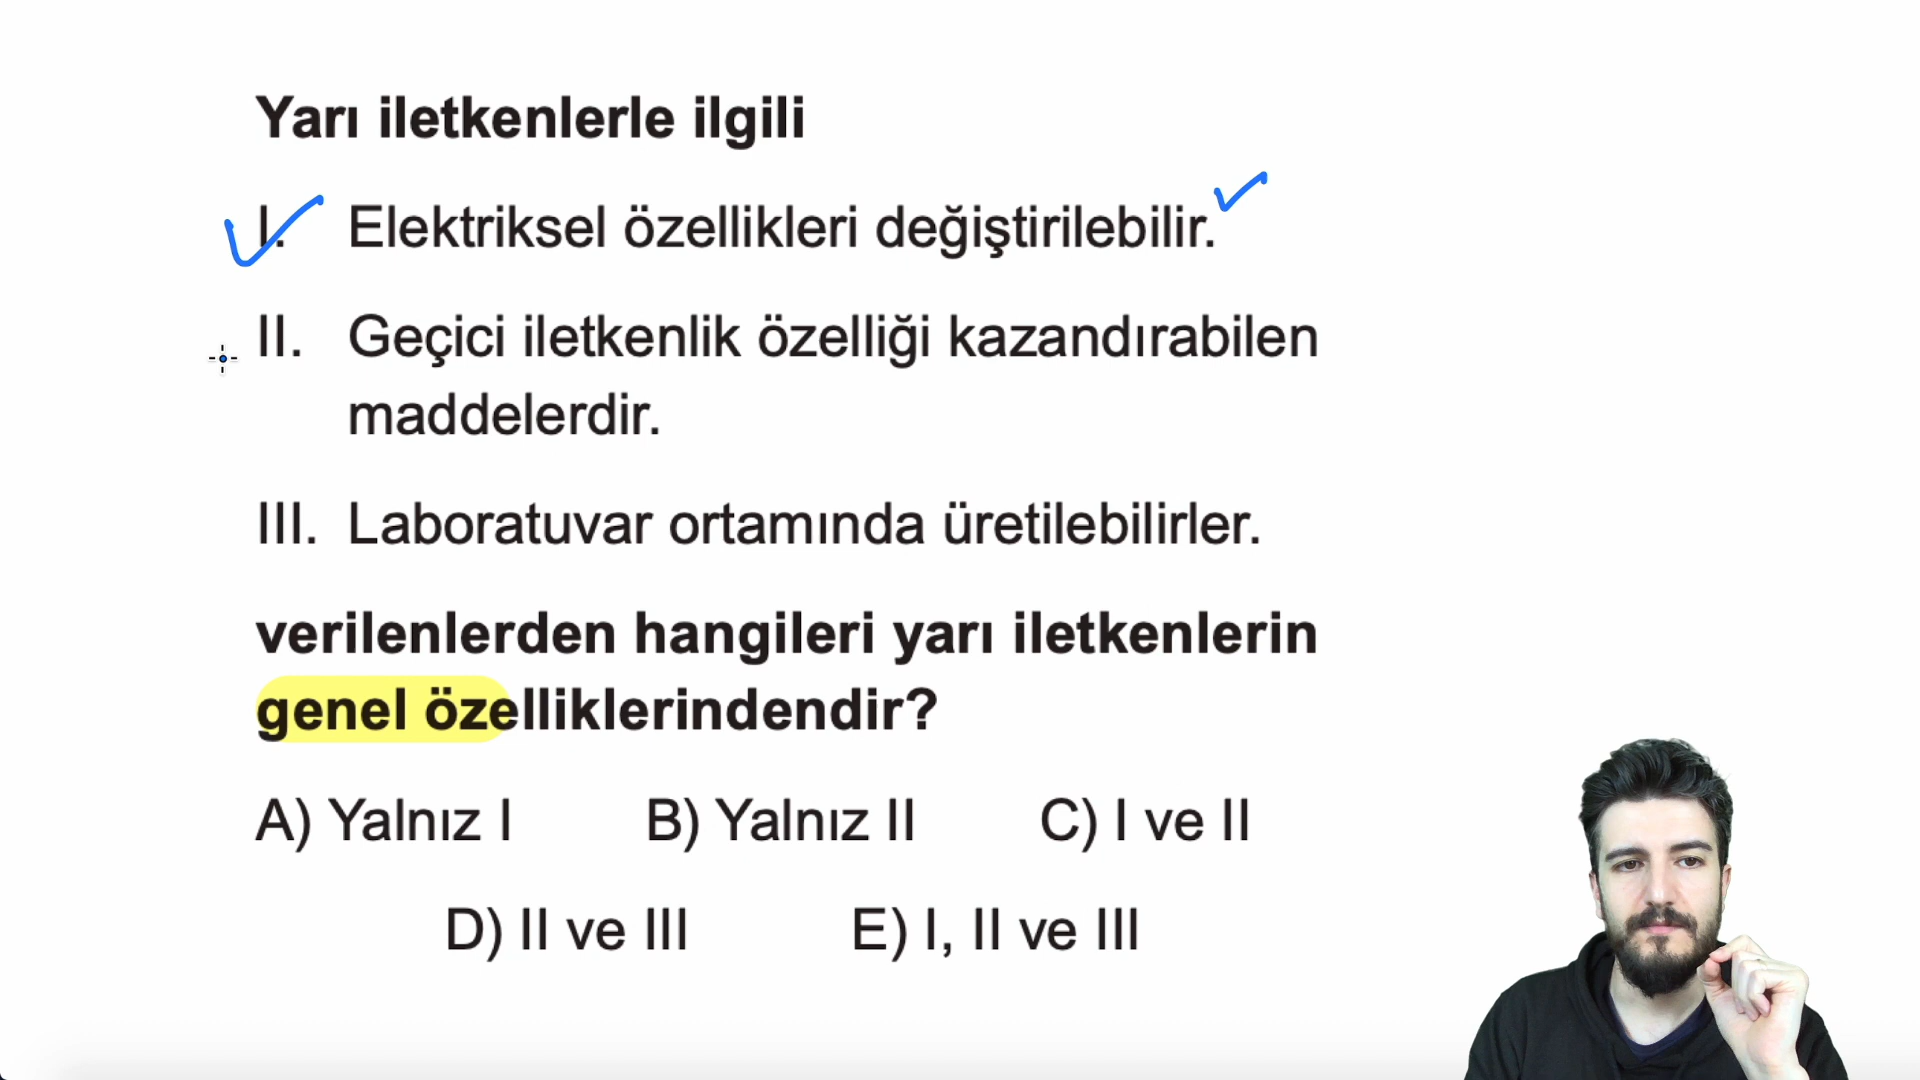 Yarı iletkenlerle ilgili
I. Elektriksel özellikleri değiştirilebilir.
II. Geçici iletkenlik özelliği kazandırabilen
maddelerdir.
III. Laboratuvar ortamında üretilebilirler.
verilenlerden hangileri yarı iletkenlerin
genel özelliklerindendir?
A) Yalnız I B) Yalnız II C) I ve II
D) II ve III E) I, II ve III